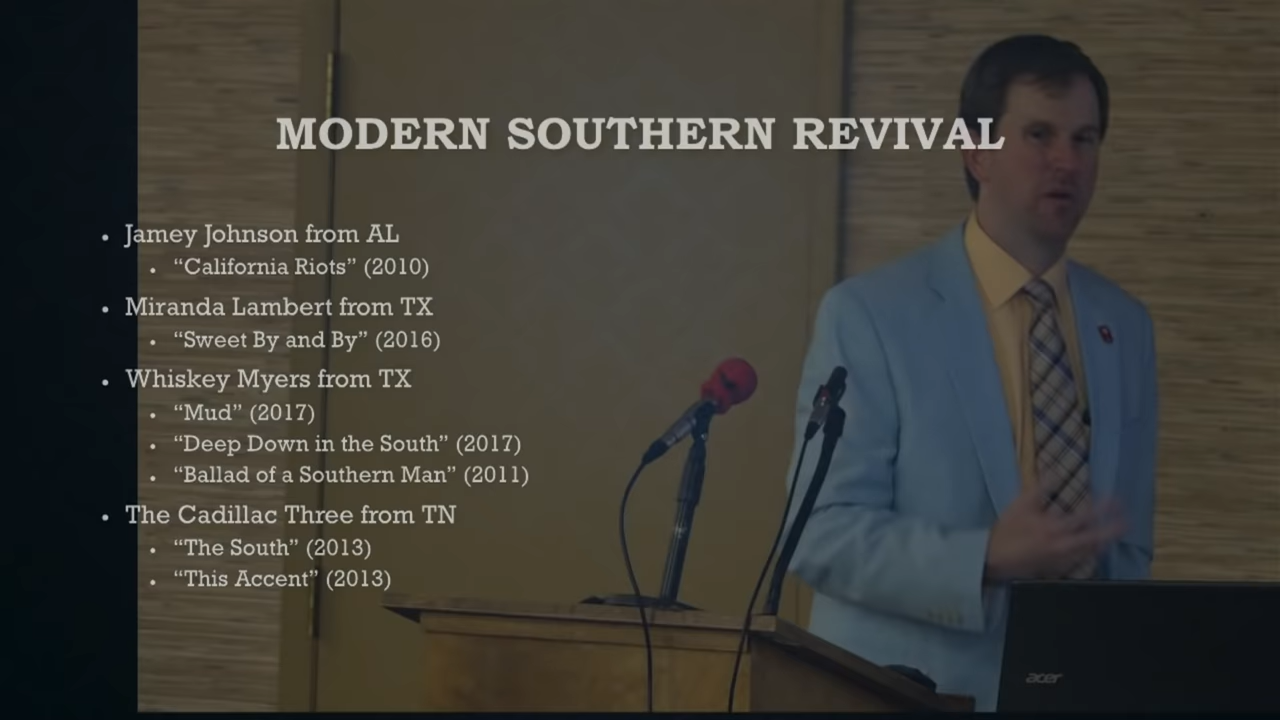 MODERN SOUTHERN REVIVAL
• Jamey Johnson from AL
• “California Riots” (2010)
• Miranda Lambert from TX
• “Sweet By and By” (2016)
• Whiskey Myers from TX
• “Mud” (2017)
• “Deep Down in the South” (2017)
• “Ballad of a Southern Man” (2011)
• The Cadillac Three from TN
• “The South” (2013)
• “This Accent” (2013)
acer